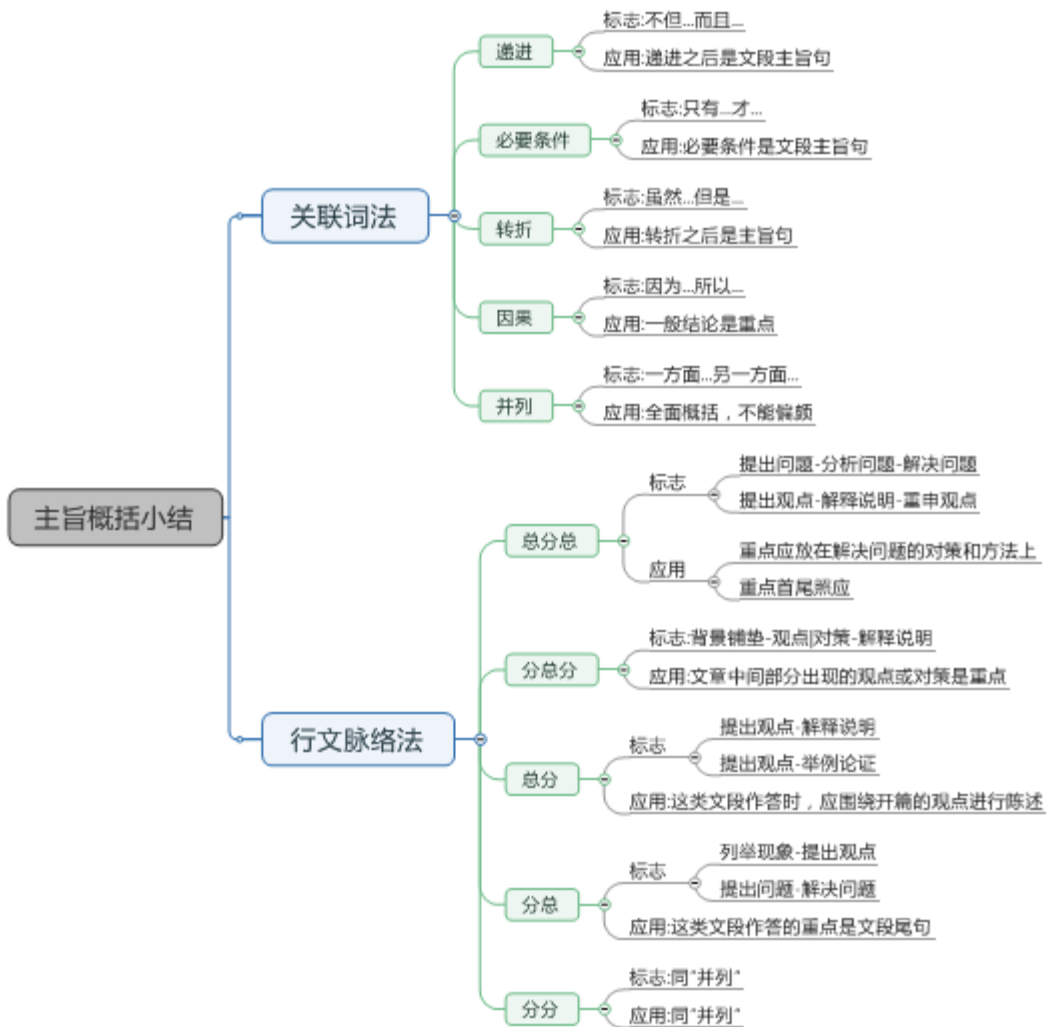 主旨概括小结
关联词法
递进
标志:不但...而且...
应用:递进之后是文段主旨句
必要条件
标志:只有...才...
应用:必要条件是文段主旨句
转折
标志:虽然...但是...
应用:转折之后是主旨句
因果
标志:因为...所以...
应用:一般结论是重点
并列
标志:一方面...另一方面...
应用:全面概括，不能偏颇
行文脉络法
总分总
标志
提出问题-分析问题-解决问题
提出观点-解释说明-重申观点
应用
重点应放在解决问题的对策和方法上
重点首尾照应
分总分
标志:背景铺垫-观点|对策-解释说明
应用:文章中间部分出现的观点或对策是重点
总分
标志
提出观点-解释说明
提出观点-举例论证
应用:这类文段作答时，应围绕开篇的观点进行陈述
分总
标志
列举现象-提出观点
提出问题-解决问题
应用:这类文段作答的重点是文段尾句
分分
标志:同"并列"
应用:同"并列"